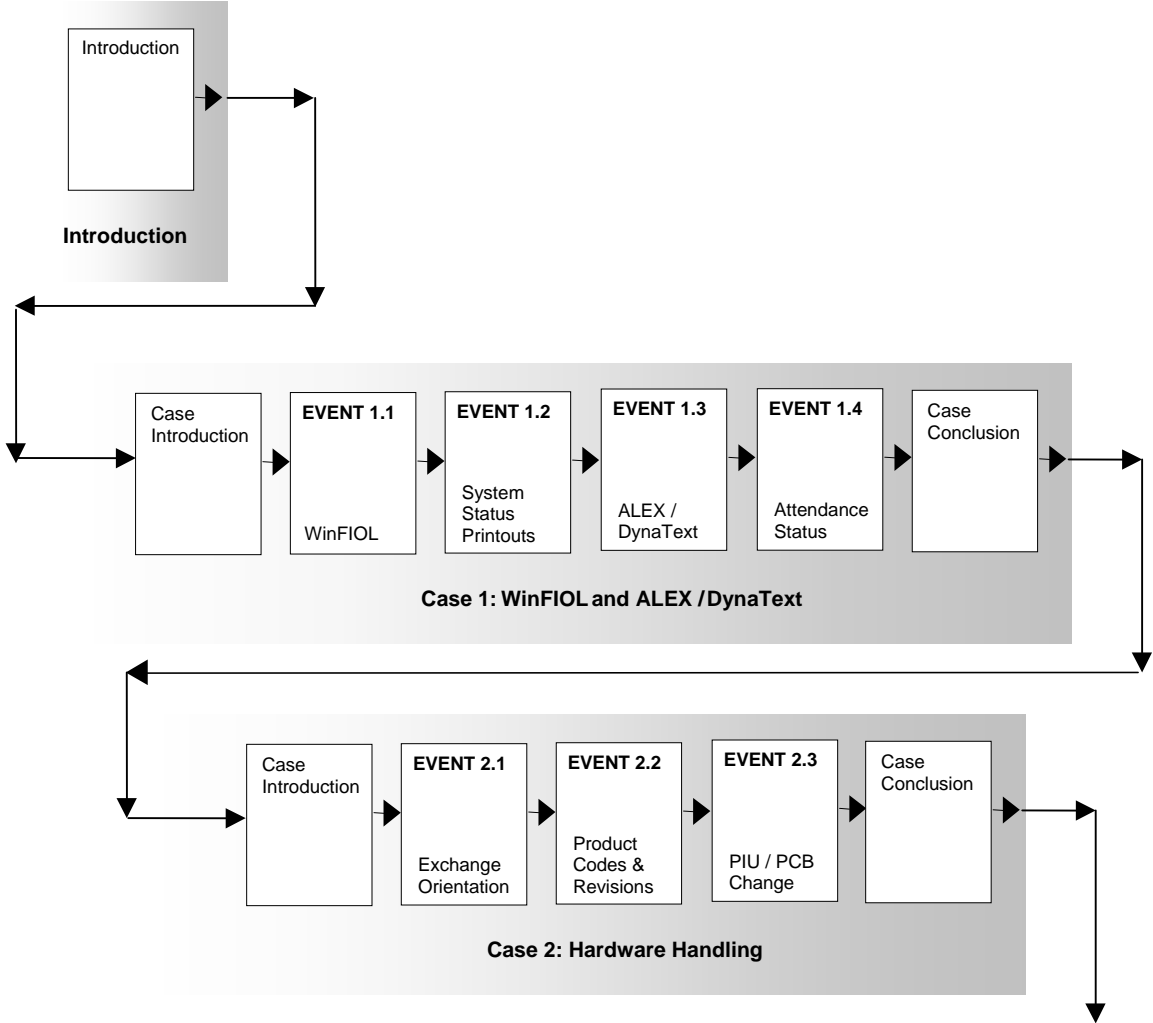 Introduction
Introduction
Case
Introduction
EVENT 1.1
WinFIOL
EVENT 1.2
System
Status
Printouts
EVENT 1.3
ALEX /
DynaText
EVENT 1.4
Attendance
Status
Case
Conclusion
Case 1: WinFIOL and ALEX / DynaText
Case
Introduction
EVENT 2.1
Exchange
Orientation
EVENT 2.2
Product
Codes &
Revisions
EVENT 2.3
PIU / PCB
Change
Case
Conclusion
Case 2: Hardware Handling